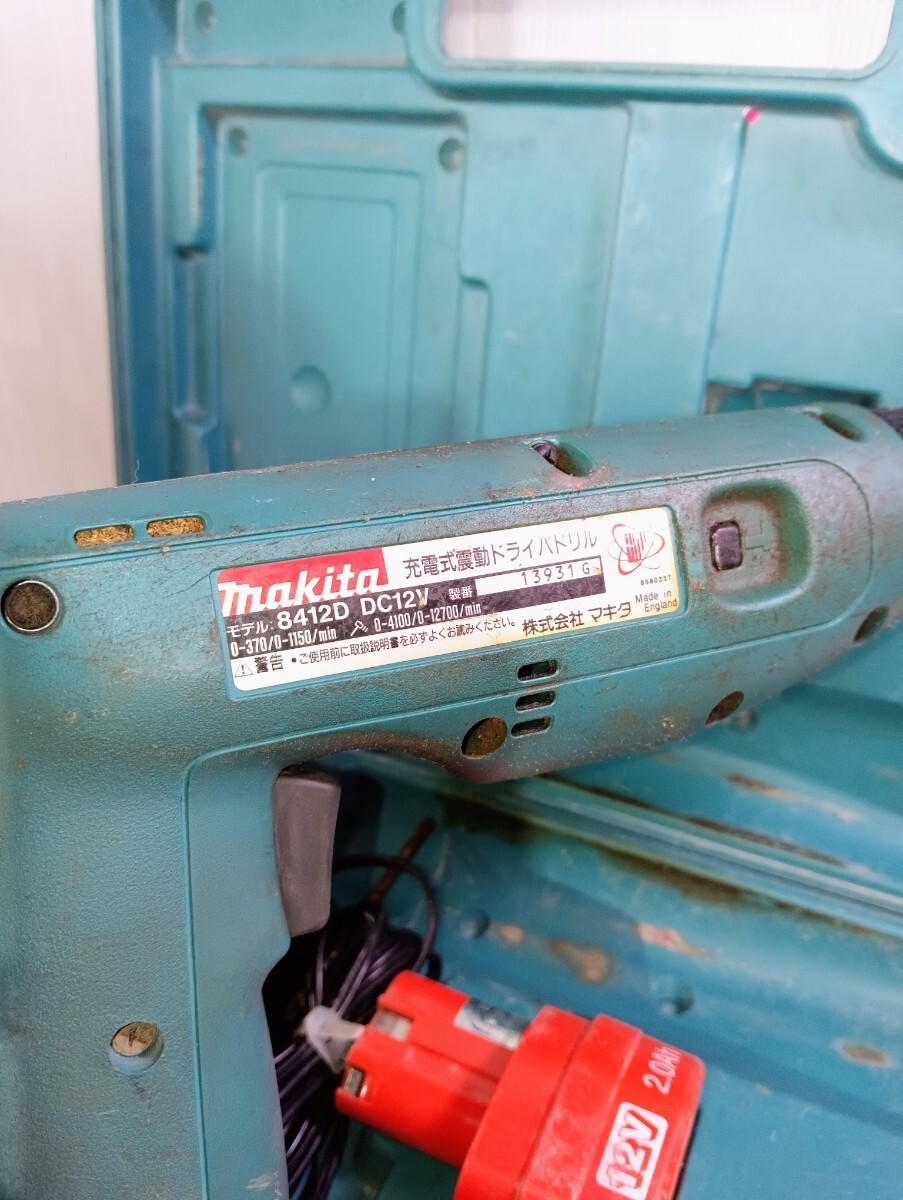 makita 充電式震動ドライバドリル
モデル: 8412D DC12V 製番 13931 G
0-370/0-1150/min 0-4100/0-12700/min
⚠警告 ・ご使用前に取扱説明書を必ずよくお読みください。 株式会社 マキタ
8580337
Made in
England
2.0Ah
12V